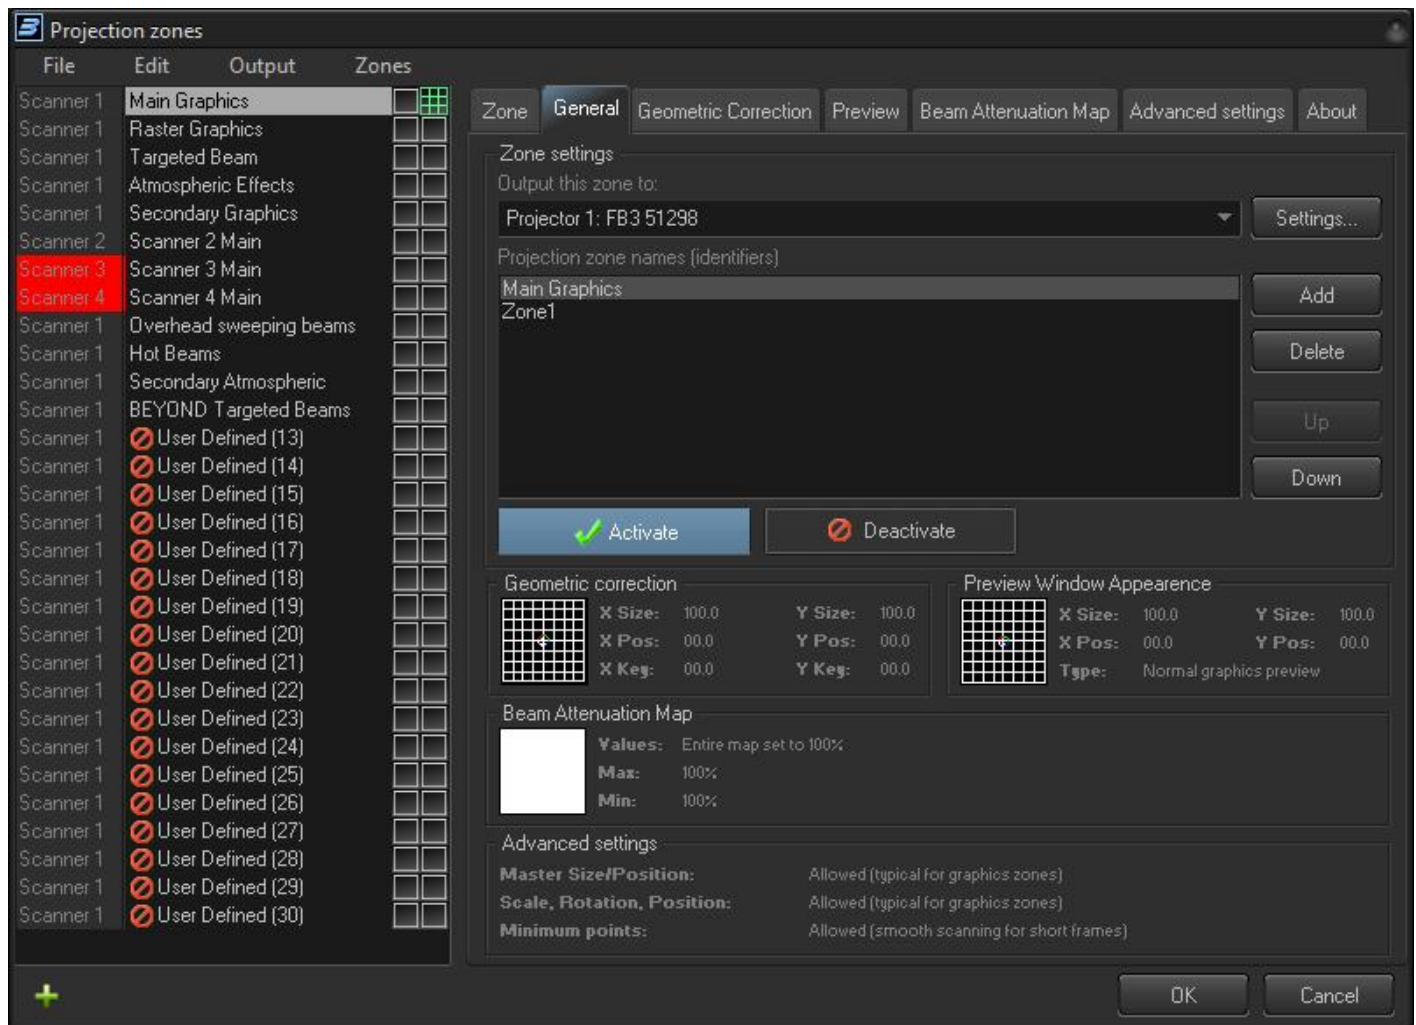 Projection zones
File Edit Output Zones
Scanner 1 Main Graphics
Scanner 1 Raster Graphics
Scanner 1 Targeted Beam
Scanner 1 Atmospheric Effects
Scanner 1 Secondary Graphics
Scanner 2 Scanner 2 Main
Scanner 3 Scanner 3 Main
Scanner 4 Scanner 4 Main
Scanner 1 Overhead sweeping beams
Scanner 1 Hot Beams
Scanner 1 Secondary Atmospheric
Scanner 1 BEYOND Targeted Beams
Scanner 1 User Defined (13)
Scanner 1 User Defined (14)
Scanner 1 User Defined (15)
Scanner 1 User Defined (16)
Scanner 1 User Defined (17)
Scanner 1 User Defined (18)
Scanner 1 User Defined (19)
Scanner 1 User Defined (20)
Scanner 1 User Defined (21)
Scanner 1 User Defined (22)
Scanner 1 User Defined (23)
Scanner 1 User Defined (24)
Scanner 1 User Defined (25)
Scanner 1 User Defined (26)
Scanner 1 User Defined (27)
Scanner 1 User Defined (28)
Scanner 1 User Defined (29)
Scanner 1 User Defined (30)
Zone General Geometric Correction Preview Beam Attenuation Map Advanced settings About
Zone settings
Output this zone to:
Projector 1: FB3 51298 Settings...
Projection zone names (identifiers)
Main Graphics
Zone1
Add
Delete
Up
Down
Activate Deactivate
Geometric correction
X Size: 100.0 Y Size: 100.0
X Pos: 00.0 Y Pos: 00.0
X Key: 00.0 Y Key: 00.0
Preview Window Appearence
X Size: 100.0 Y Size: 100.0
X Pos: 00.0 Y Pos: 00.0
Type: Normal graphics preview
Beam Attenuation Map
Values: Entire map set to 100%
Max: 100%
Min: 100%
Advanced settings
Master Size/Position: Allowed (typical for graphics zones)
Scale, Rotation, Position: Allowed (typical for graphics zones)
Minimum points: Allowed (smooth scanning for short frames)
OK Cancel